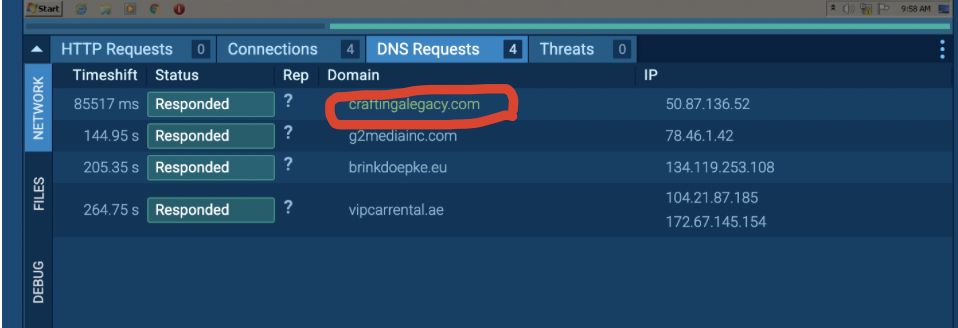 Start 9:58 AM
HTTP Requests 0 Connections 4 DNS Requests 4 Threats 0
NETWORK
FILES
DEBUG
Timeshift Status Rep Domain IP
85517 ms Responded ? craftingalegacy.com 50.87.136.52
144.95 s Responded ? g2mediainc.com 78.46.1.42
205.35 s Responded ? brinkdoepke.eu 134.119.253.108
264.75 s Responded ? vipcarrental.ae 104.21.87.185
172.67.145.154